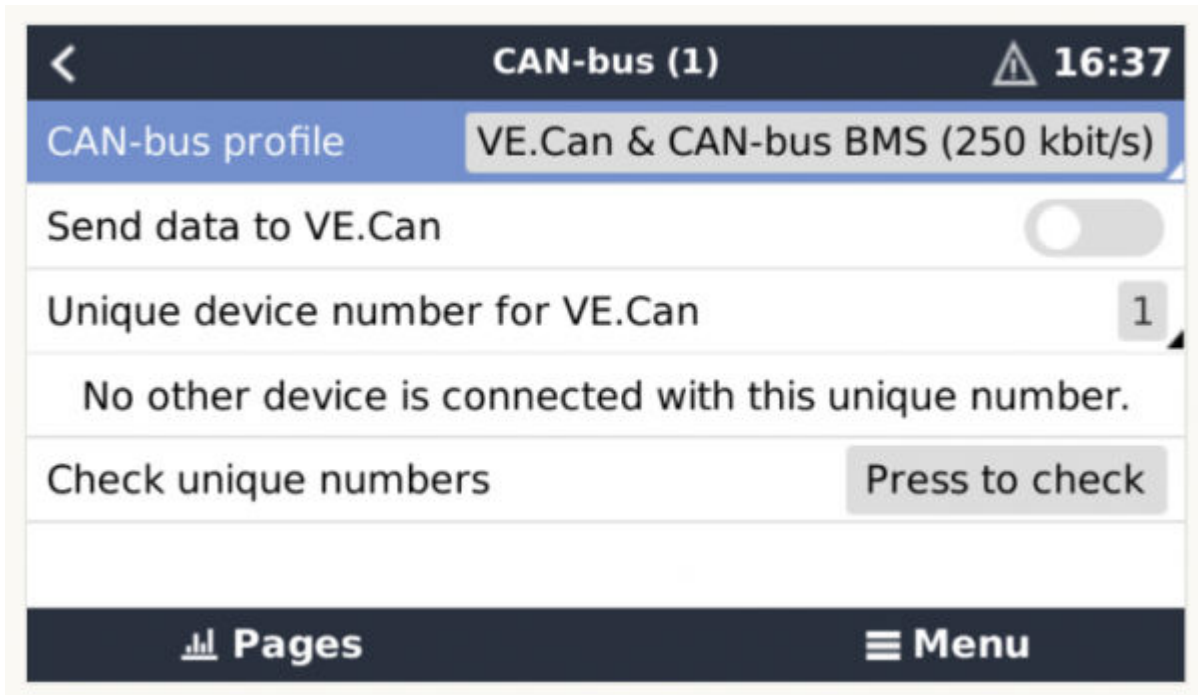 CAN-bus (1) 16:37
CAN-bus profile VE.Can & CAN-bus BMS (250 kbit/s)
Send data to VE.Can
Unique device number for VE.Can 1
No other device is connected with this unique number.
Check unique numbers Press to check
Pages Menu